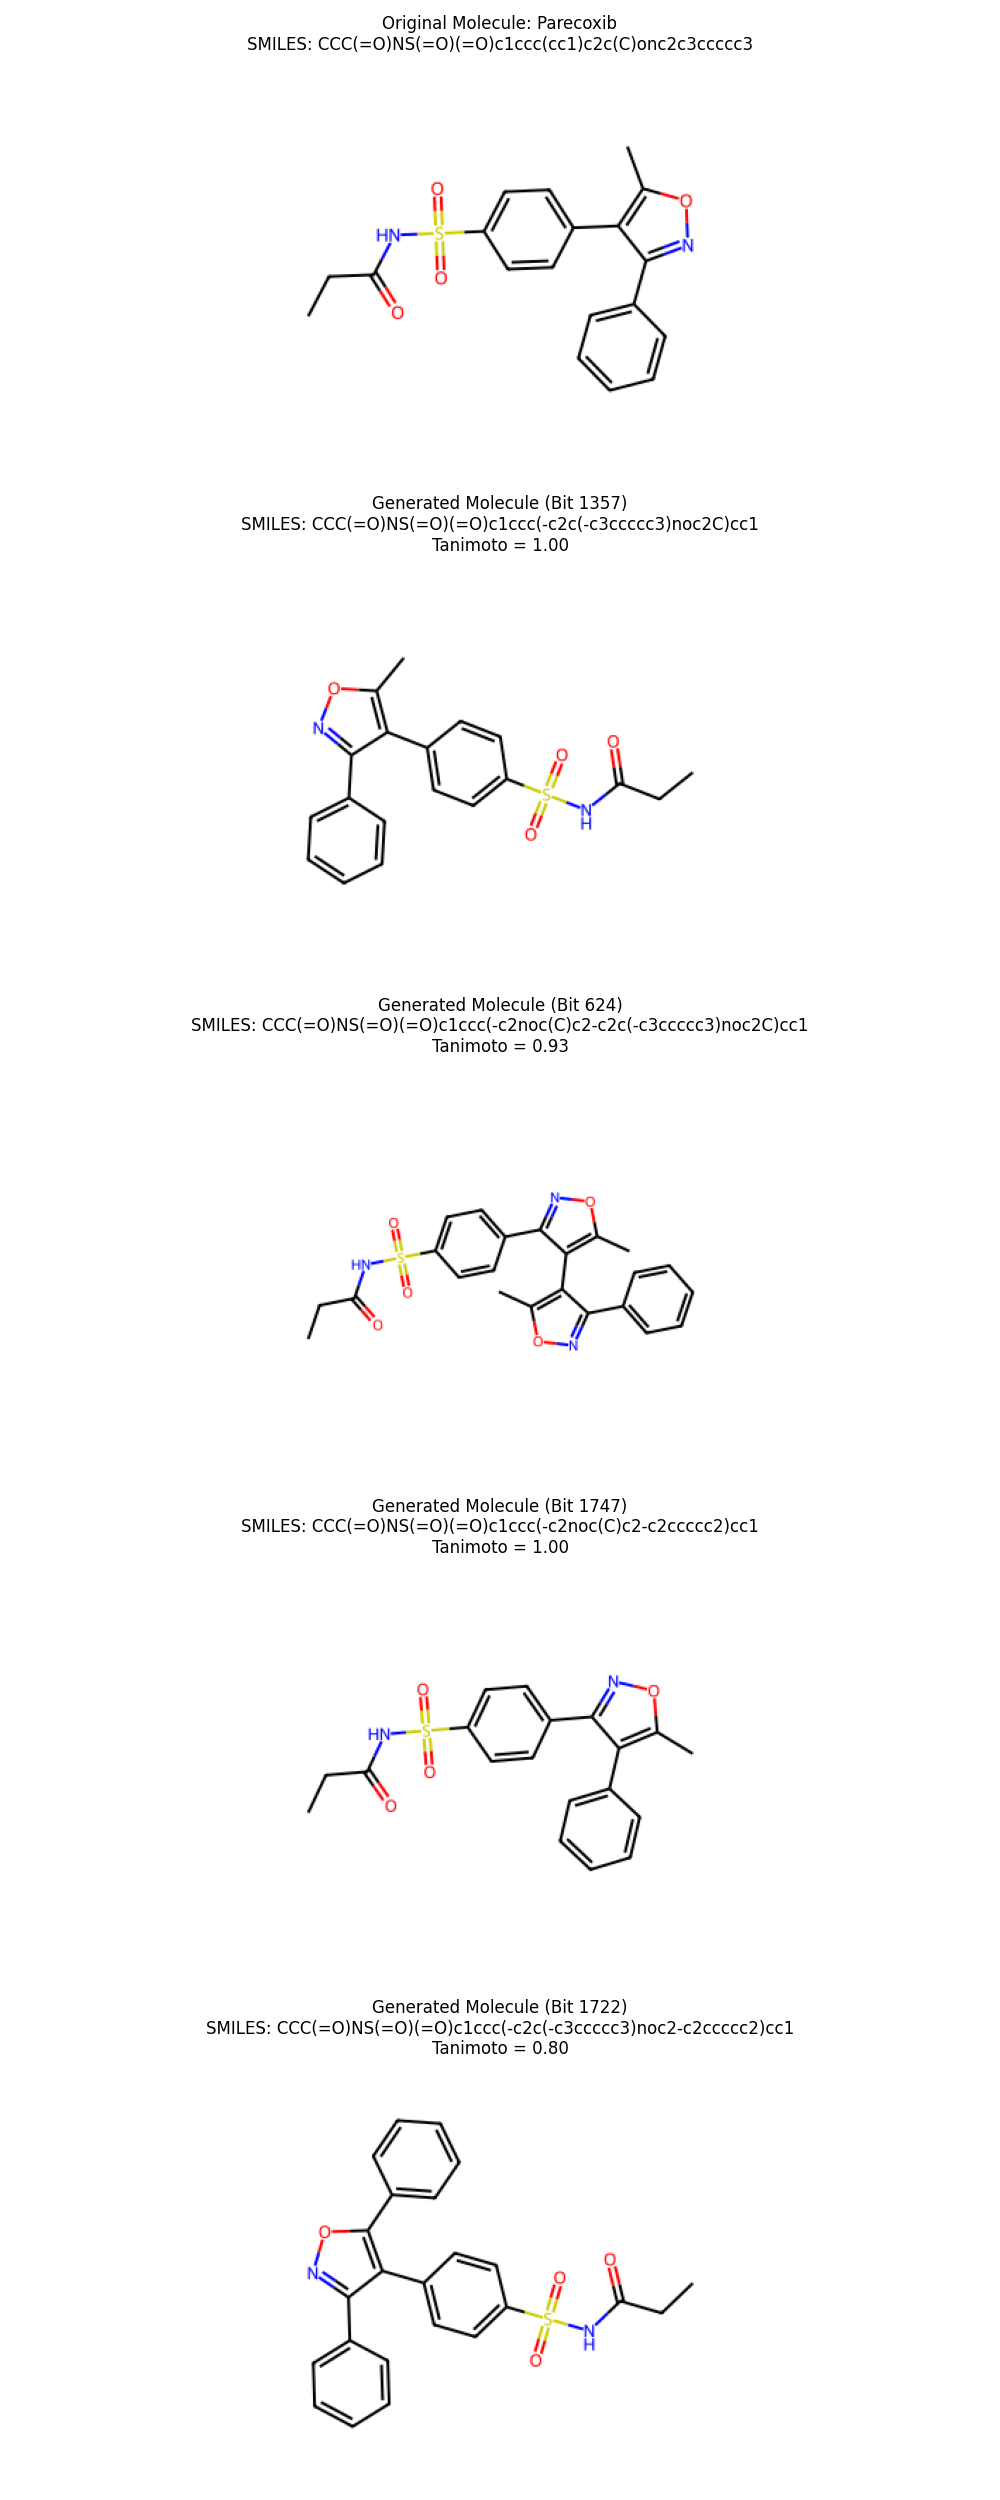 Original Molecule: Parecoxib
SMILES: CCC(=O)NS(=O)(=O)c1ccc(cc1)c2c(C)onc2c3ccccc3
O
O
N
O
HN
S
O
O
Generated Molecule (Bit 1357)
SMILES: CCC(=O)NS(=O)(=O)c1ccc(-c2c(-c3ccccc3)noc2C)cc1
Tanimoto = 1.00
O
N
O
O
S
N
H
O
Generated Molecule (Bit 624)
SMILES: CCC(=O)NS(=O)(=O)c1ccc(-c2noc(C)c2-c2c(-c3ccccc3)noc2C)cc1
Tanimoto = 0.93
N
O
O
HN
S
O
O
O
N
Generated Molecule (Bit 1747)
SMILES: CCC(=O)NS(=O)(=O)c1ccc(-c2noc(C)c2-c2ccccc2)cc1
Tanimoto = 1.00
N
O
O
HN
S
O
O
Generated Molecule (Bit 1722)
SMILES: CCC(=O)NS(=O)(=O)c1ccc(-c2c(-c3ccccc3)noc2-c2ccccc2)cc1
Tanimoto = 0.80
O
N
O
O
S
N
H
O